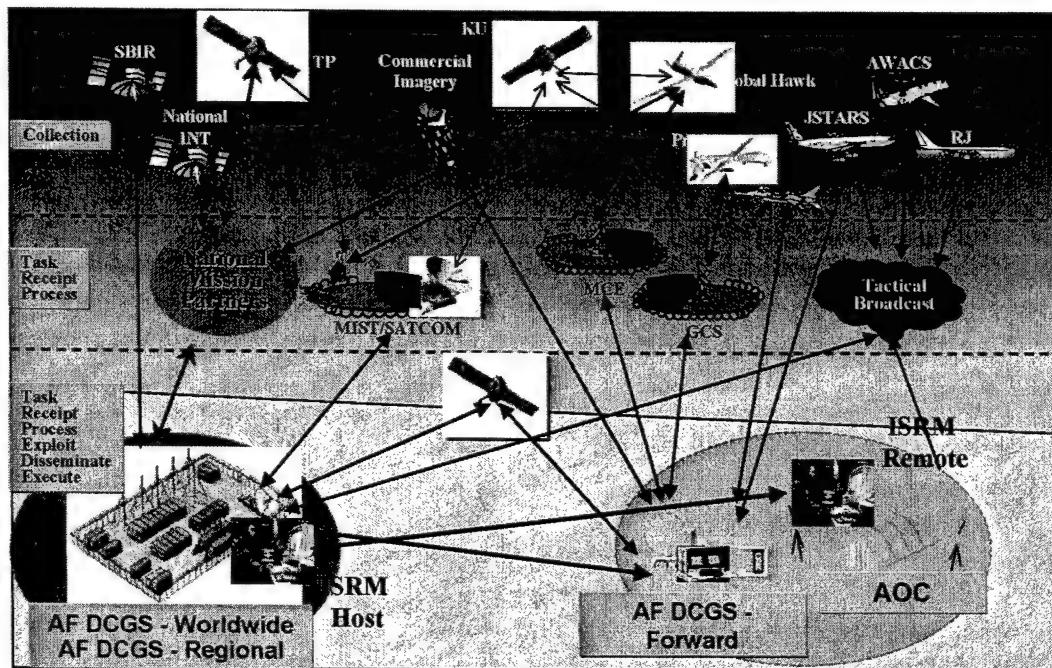 KU
SBIR
TP
Commercial
Imagery
obal Hawk
AWACS
Collection
National
INT
JSTARS
RJ
Pr
Task
Receipt
Process
National
Mission
Partners
MCE
Tactical
Broadcast
MIST/SATCOM
GCS
Task
Receipt
Process
Exploit
Disseminate
Execute
ISRM
Remote
SRM
Host
AOC
AF DCGS - Worldwide
AF DCGS - Regional
AF DCGS -
Forward